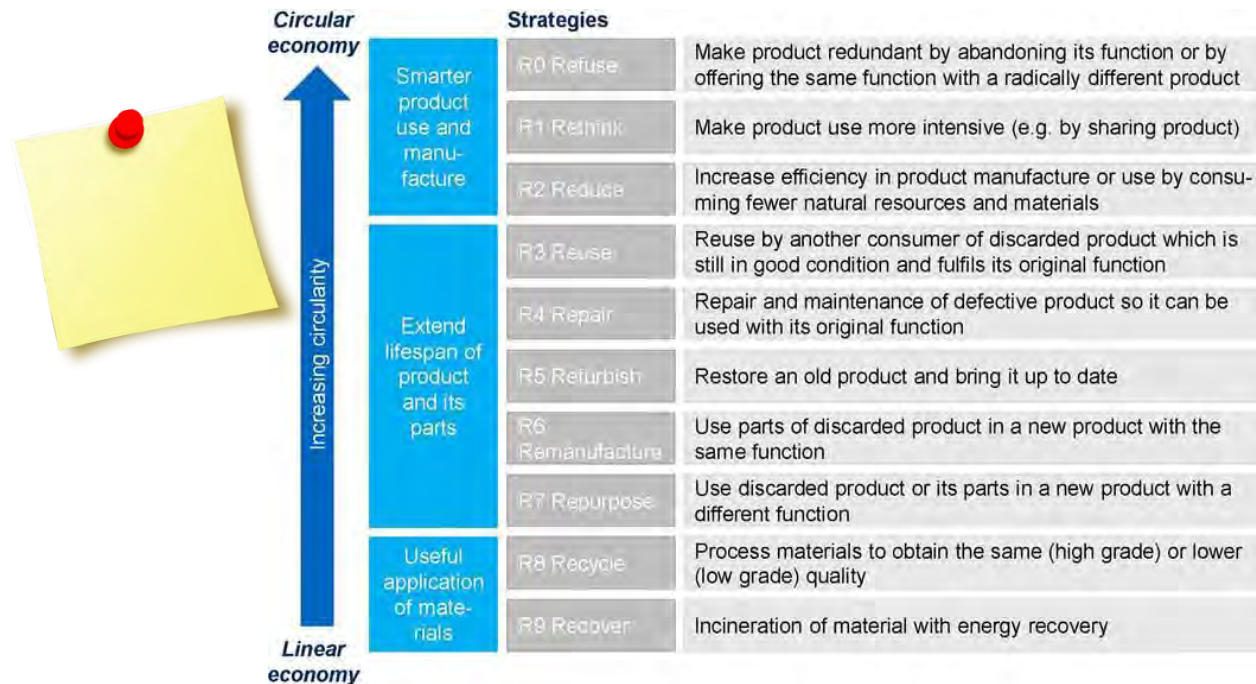 Circular
economy
Strategies
Increasing circularity
Smarter
product
use and
manu-
facture
R0 Refuse
Make product redundant by abandoning its function or by
offering the same function with a radically different product
R1 Rethink
Make product use more intensive (e.g. by sharing product)
R2 Reduce
Increase efficiency in product manufacture or use by consu-
ming fewer natural resources and materials
Extend
lifespan of
product
and its
parts
R3 Reuse
Reuse by another consumer of discarded product which is
still in good condition and fulfils its original function
R4 Repair
Repair and maintenance of defective product so it can be
used with its original function
R5 Refurbish
Restore an old product and bring it up to date
R6
Remanufacture
Use parts of discarded product in a new product with the
same function
R7 Repurpose
Use discarded product or its parts in a new product with a
different function
Useful
application
of mate-
rials
R8 Recycle
Process materials to obtain the same (high grade) or lower
(low grade) quality
R9 Recover
Incineration of material with energy recovery
Linear
economy